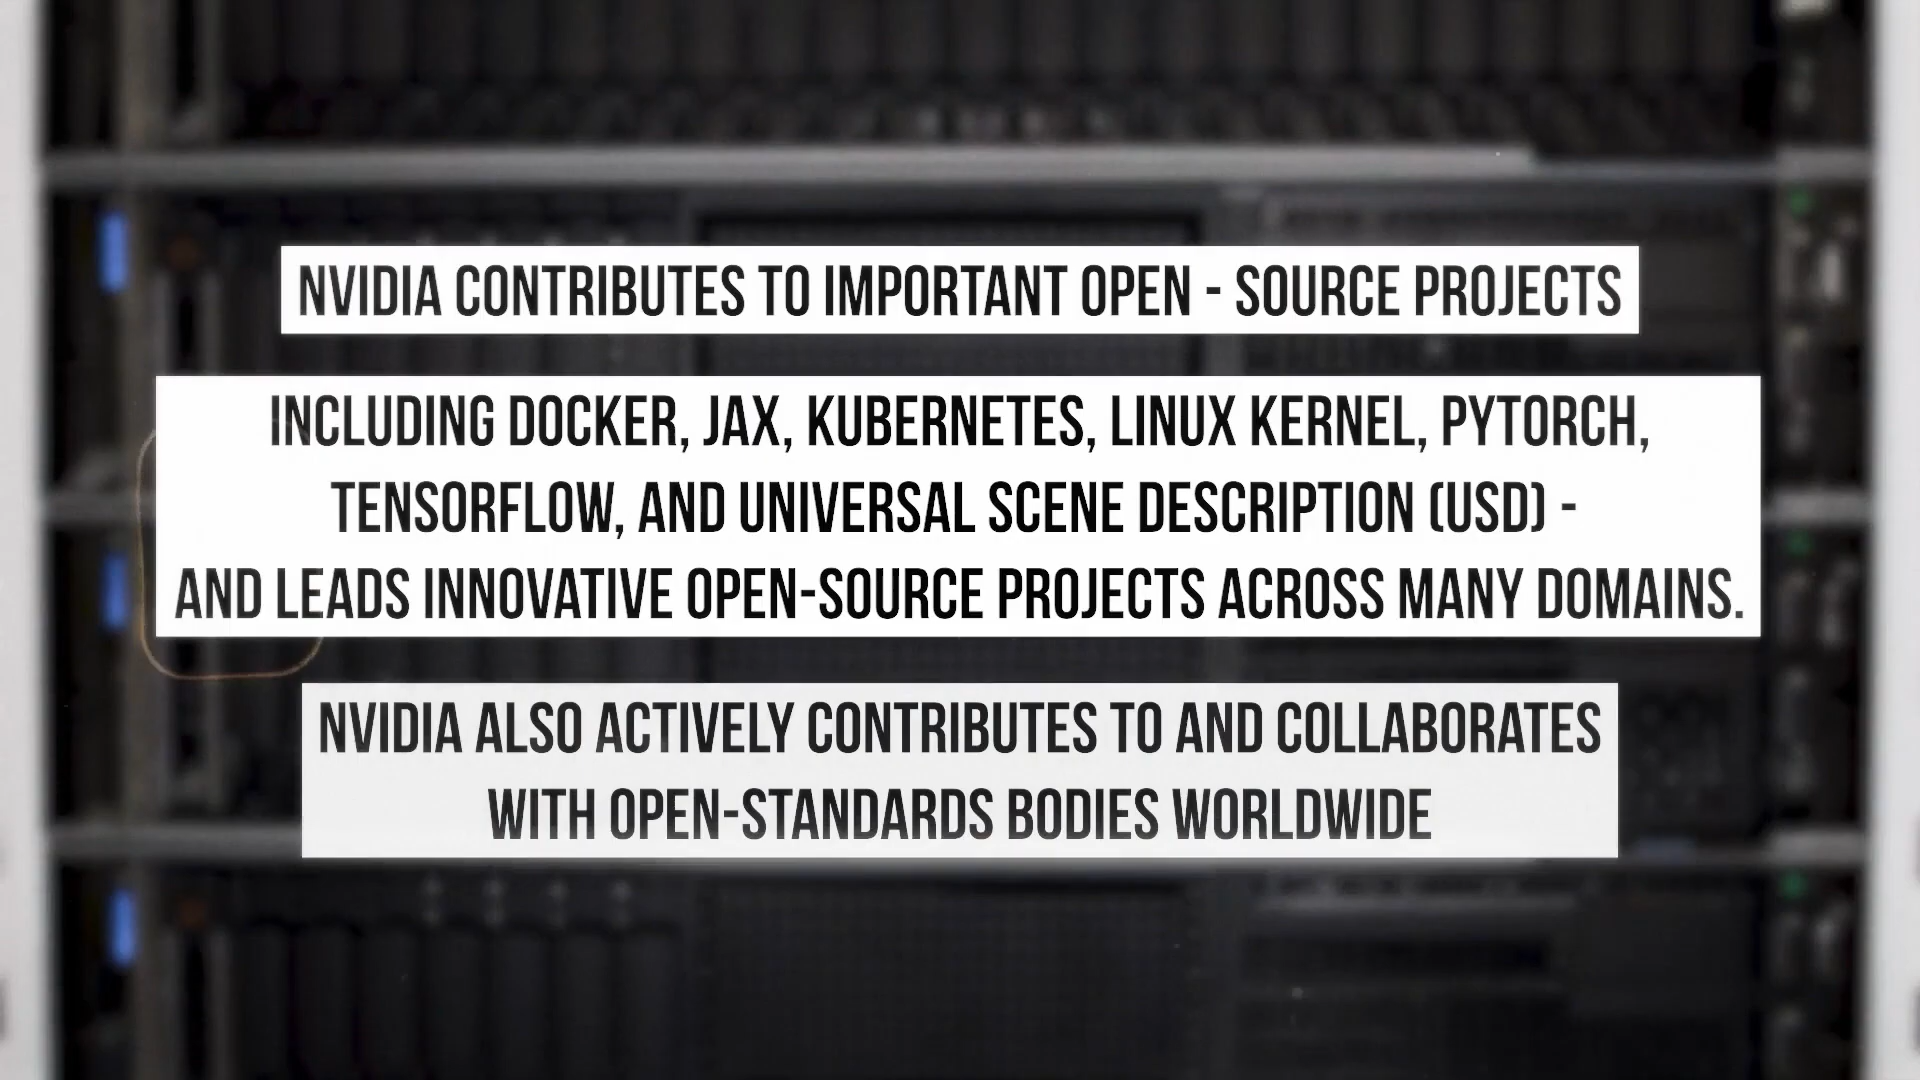 NVIDIA CONTRIBUTES TO IMPORTANT OPEN - SOURCE PROJECTS
INCLUDING DOCKER, JAX, KUBERNETES, LINUX KERNEL, PYTORCH,
TENSORFLOW, AND UNIVERSAL SCENE DESCRIPTION (USD) -
AND LEADS INNOVATIVE OPEN-SOURCE PROJECTS ACROSS MANY DOMAINS.
NVIDIA ALSO ACTIVELY CONTRIBUTES TO AND COLLABORATES
WITH OPEN-STANDARDS BODIES WORLDWIDE